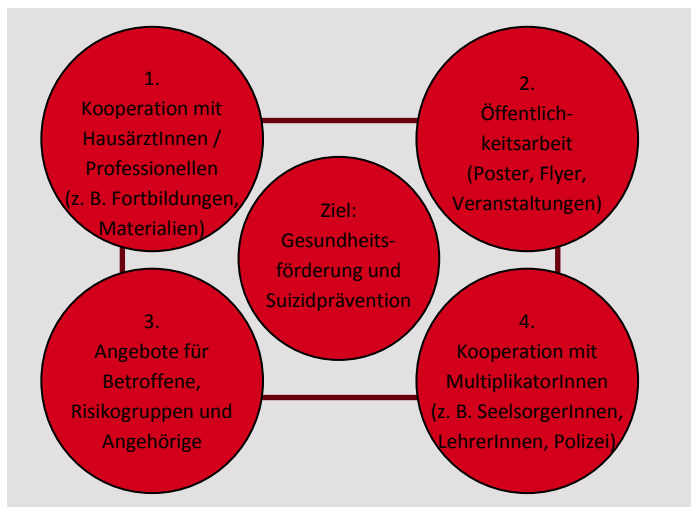 1.
Kooperation mit
HausärztInnen /
Professionellen
(z. B. Fortbildungen,
Materialien)
2.
Öffentlich-
keitsarbeit
(Poster, Flyer,
Veranstaltungen)
Ziel:
Gesundheits-
förderung und
Suizidprävention
3.
Angebote für
Betroffene,
Risikogruppen und
Angehörige
4.
Kooperation mit
MultiplikatorInnen
(z. B. SeelsorgerInnen,
LehrerInnen, Polizei)